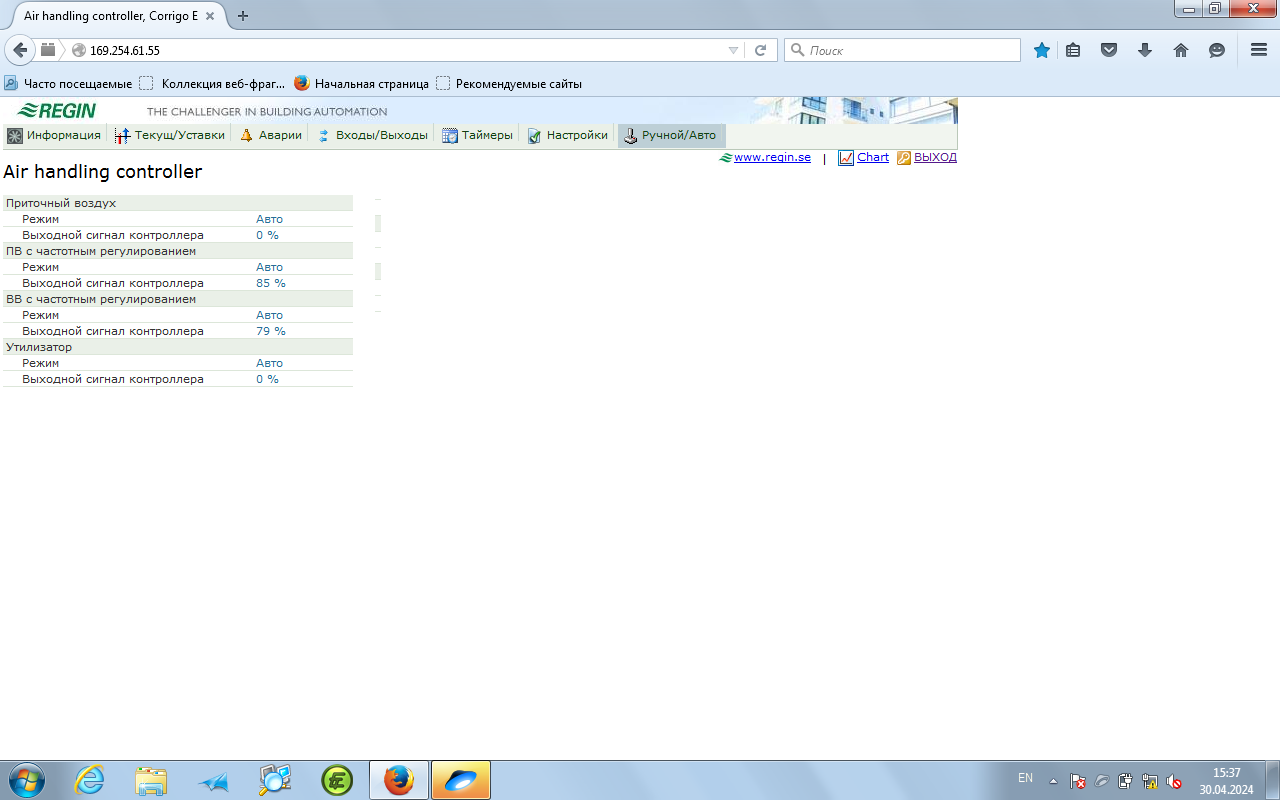 Air handling controller, Corrigo E
169.254.61.55
Поиск
Часто посещаемые
Коллекция веб-фраг...
Начальная страница
Рекомендуемые сайты
REGIN
THE CHALLENGER IN BUILDING AUTOMATION
Информация
Текущ/Уставки
Аварии
Входы/Выходы
Таймеры
Настройки
Ручной/Авто
www.regin.se | Chart ВЫХОД
Air handling controller
Приточный воздух
Режим Авто
Выходной сигнал контроллера 0 %
ПВ с частотным регулированием
Режим Авто
Выходной сигнал контроллера 85 %
ВВ с частотным регулированием
Режим Авто
Выходной сигнал контроллера 79 %
Утилизатор
Режим Авто
Выходной сигнал контроллера 0 %
EN
15:37
30.04.2024